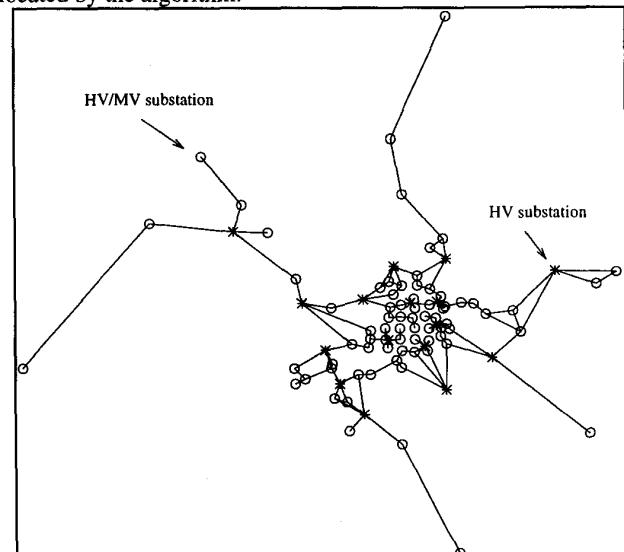 located by the algorithm.
HV/MV substation
HV substation